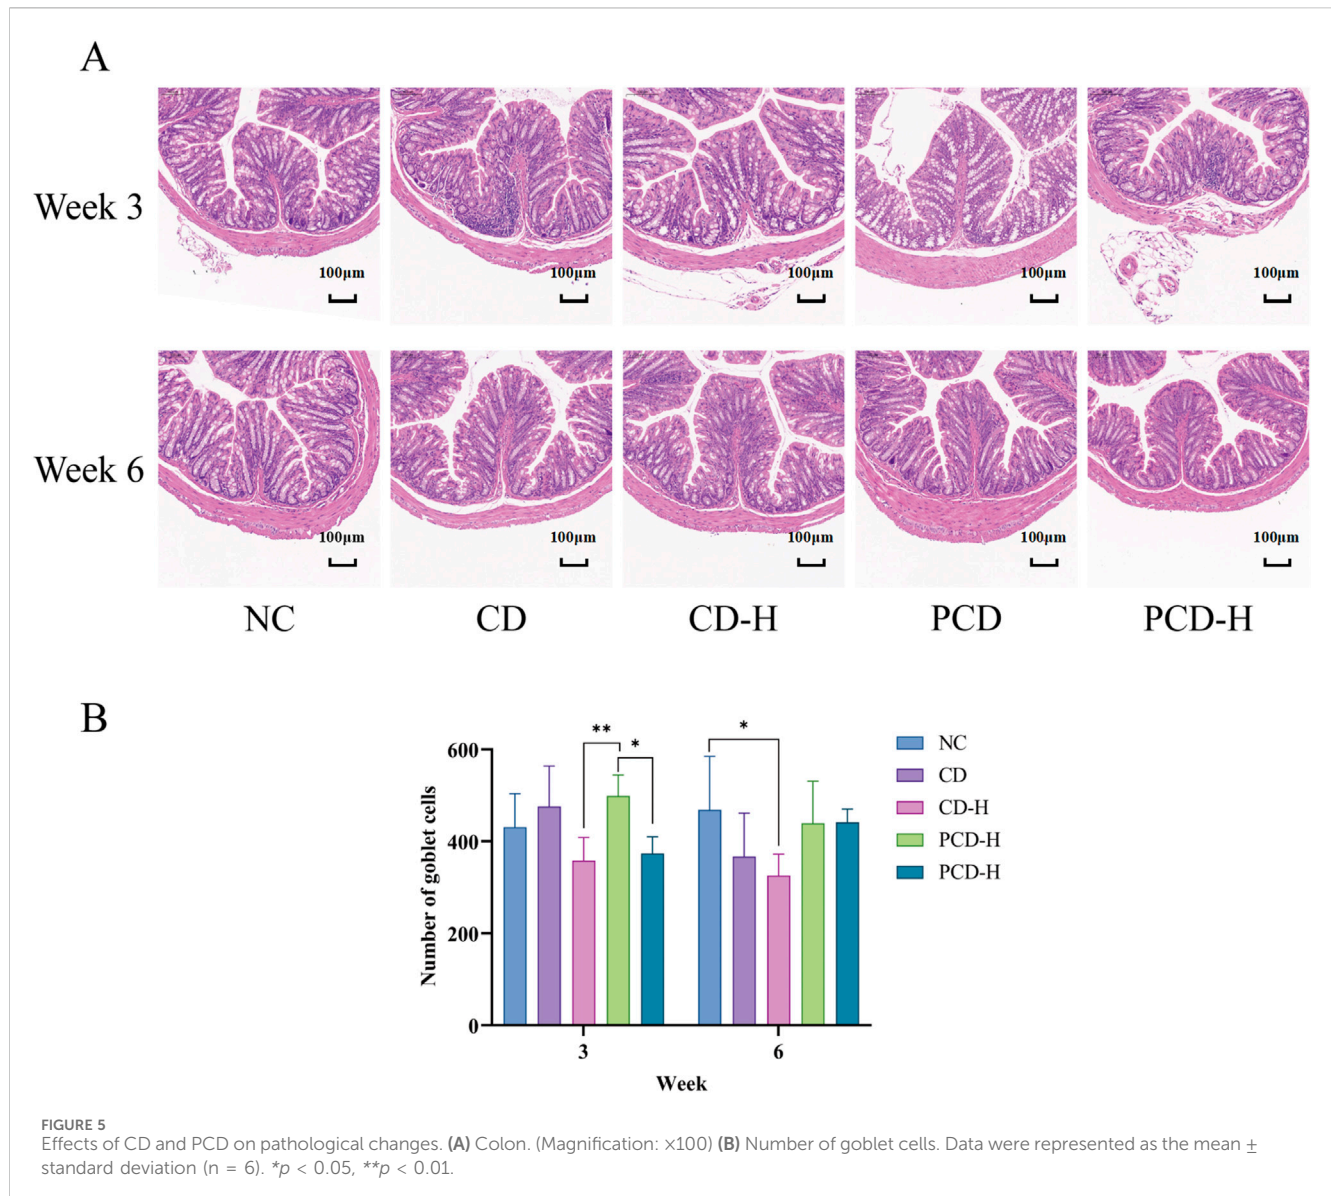 A
Week 3
100μm 100μm 100μm 100μm 100μm
Week 6
100μm 100μm 100μm 100μm 100μm
NC CD CD-H PCD PCD-H
B
** * *
600
400
200
0
Number of goblet cells
3 6
Week
NC
CD
CD-H
PCD-H
PCD-H
FIGURE 5
Effects of CD and PCD on pathological changes. (A) Colon. (Magnification: ×100) (B) Number of goblet cells. Data were represented as the mean ±
standard deviation (n = 6). *p < 0.05, **p < 0.01.